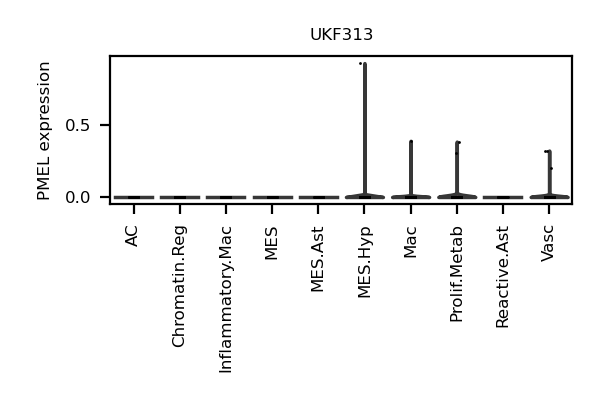 UKF313
PMEL expression
0.5
0.0
AC
Chromatin.Reg
Inflammatory.Mac
MES
MES.Ast
MES.Hyp
Mac
Prolif.Metab
Reactive.Ast
Vasc